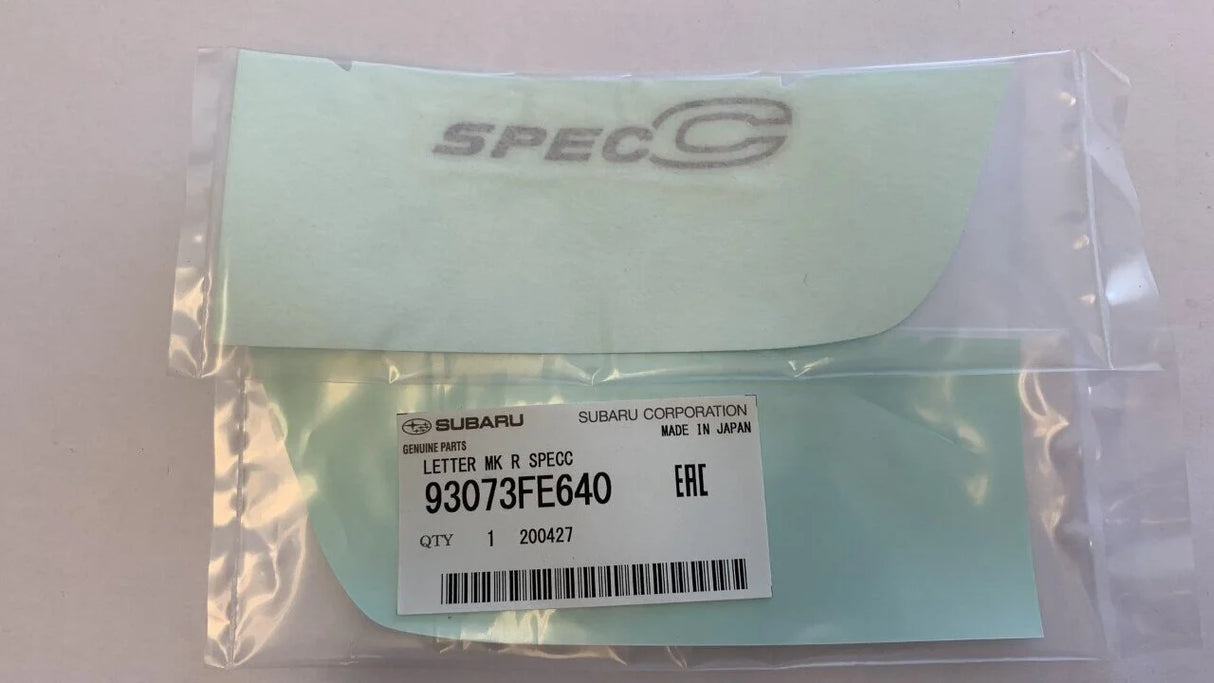 SPEC C
SUBARU SUBARU CORPORATION
MADE IN JAPAN
GENUINE PARTS
LETTER MK R SPECC
93073FE640 EAC
QTY 1 200427